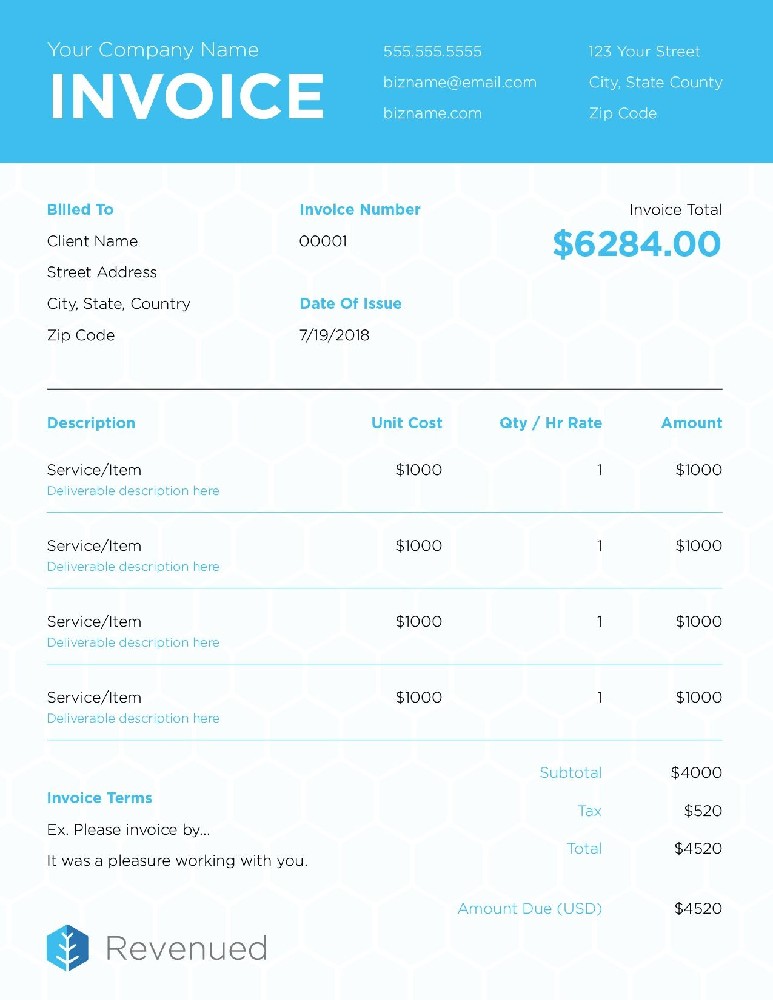 Your Company Name
INVOICE
555.555.5555
bizname@email.com
bizname.com
123 Your Street
City, State County
Zip Code
Billed To
Client Name
Street Address
City, State, Country
Zip Code
Invoice Number
00001
Date Of Issue
7/19/2018
Invoice Total
$6284.00
Description Unit Cost Qty / Hr Rate Amount
Service/Item $1000 1 $1000
Deliverable description here
Service/Item $1000 1 $1000
Deliverable description here
Service/Item $1000 1 $1000
Deliverable description here
Service/Item $1000 1 $1000
Deliverable description here
Subtotal $4000
Tax $520
Total $4520
Amount Due (USD) $4520
Invoice Terms
Ex. Please invoice by...
It was a pleasure working with you.
Revenued